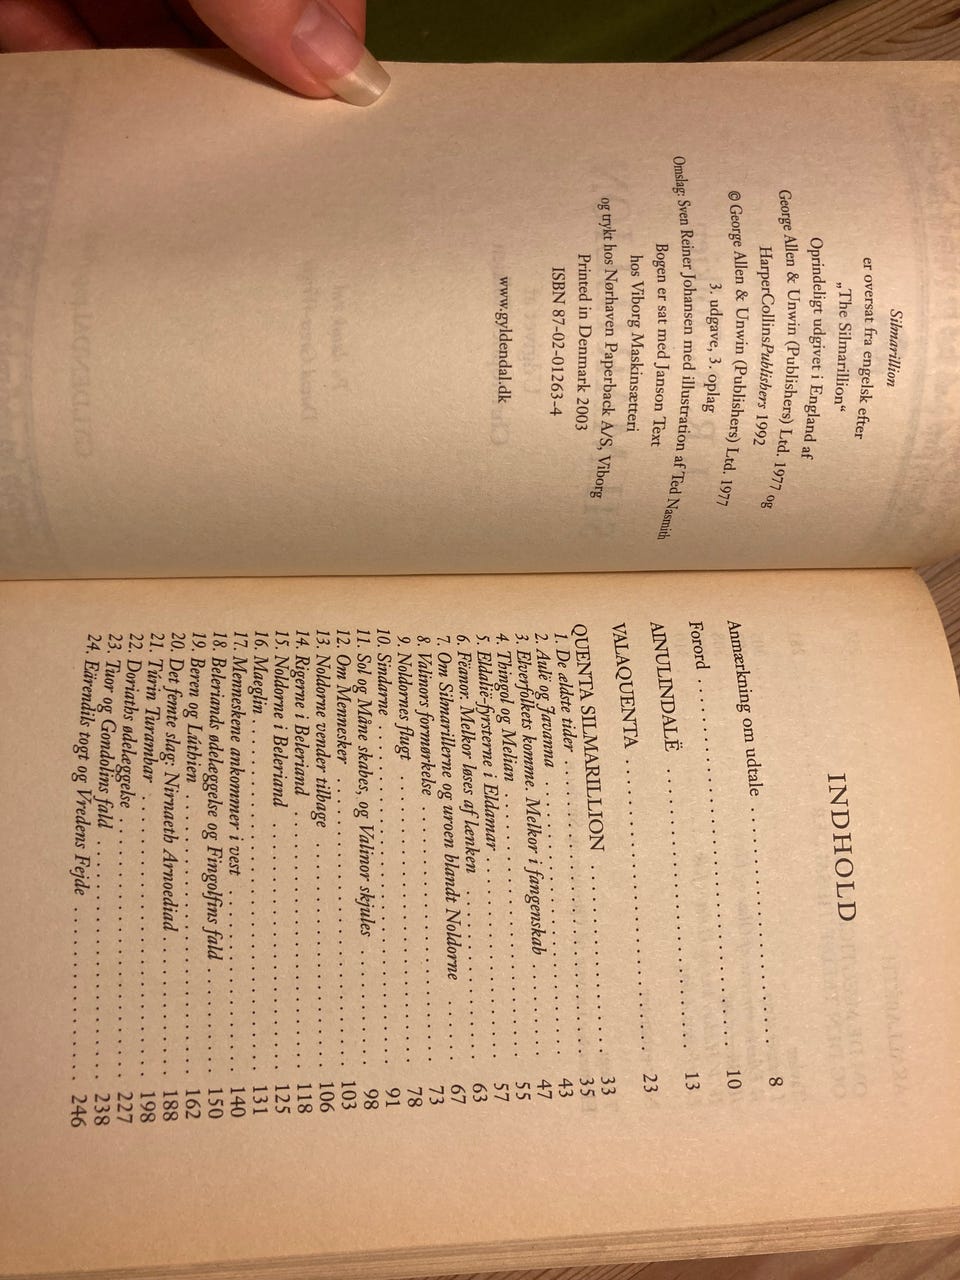 Silmarillion
er oversat fra engelsk efter
„The Silmarillion“
Oprindeligt udgivet i England af
George Allen & Unwin (Publishers) Ltd. 1977 og
HarperCollinsPublishers 1992
© George Allen & Unwin (Publishers) Ltd. 1977
3. udgave, 3. oplag
Omslag: Sven Reiner Johansen med illustration af Ted Nasmith
Bogen er sat med Janson Text
hos Viborg Maskinsætteri
og trykt hos Nørhaven Paperback A/S, Viborg
Printed in Denmark 2003
ISBN 87-02-01263-4
www.gyldendal.dk
INDHOLD
Anmærkning om udtale . . . . . . . . . . . . . . . . 8
Forord . . . . . . . . . . . . . . . . 10
AINULINDALË . . . . . . . . . . . . . . . . 13
VALAQUENTA . . . . . . . . . . . . . . . . 23
QUENTA SILMARILLION . . . . . . . . . . . . . . . . 33
1. De ældste tider . . . . . . . . . . . . . . . . 35
2. Aulë og Javanna . . . . . . . . . . . . . . . . 43
3. Elverfolkets komme. Melkor i fangenskab . . . . . . . . 47
4. Thingol og Melian . . . . . . . . . . . . . . . . 55
5. Eldalië-fyrsterne i Eldamar . . . . . . . . . . . . 57
6. Fëanor. Melkor løses af lænken . . . . . . . . . . . . 63
7. Om Silmarillerne og uroen blandt Noldorne . . . . . . 67
8. Valinors formørkelse . . . . . . . . . . . . . . . . 73
9. Noldornes flugt . . . . . . . . . . . . . . . . 78
10. Sindarne . . . . . . . . . . . . . . . . 91
11. Sol og Måne skabes, og Valinor skjules . . . . . . . . 98
12. Om Mennesker . . . . . . . . . . . . . . . . 103
13. Noldorne vender tilbage . . . . . . . . . . . . . . 106
14. Rigerne i Beleriand . . . . . . . . . . . . . . . . 118
15. Noldorne i Beleriand . . . . . . . . . . . . . . . . 125
16. Maeglin . . . . . . . . . . . . . . . . 131
17. Menneskene ankommer i vest . . . . . . . . . . . . 140
18. Beleriands ødelæggelse og Fingolfins fald . . . . . . . 150
19. Beren og Lúthien . . . . . . . . . . . . . . . . 162
20. Det femte slag: Nirnaeth Arnoediad . . . . . . . . . 188
21. Túrin Turambar . . . . . . . . . . . . . . . . 198
22. Doriaths ødelæggelse . . . . . . . . . . . . . . . . 227
23. Tuor og Gondolins fald . . . . . . . . . . . . . . . . 238
24. Eärendils togt og Vredens Fejde . . . . . . . . . . . . 246